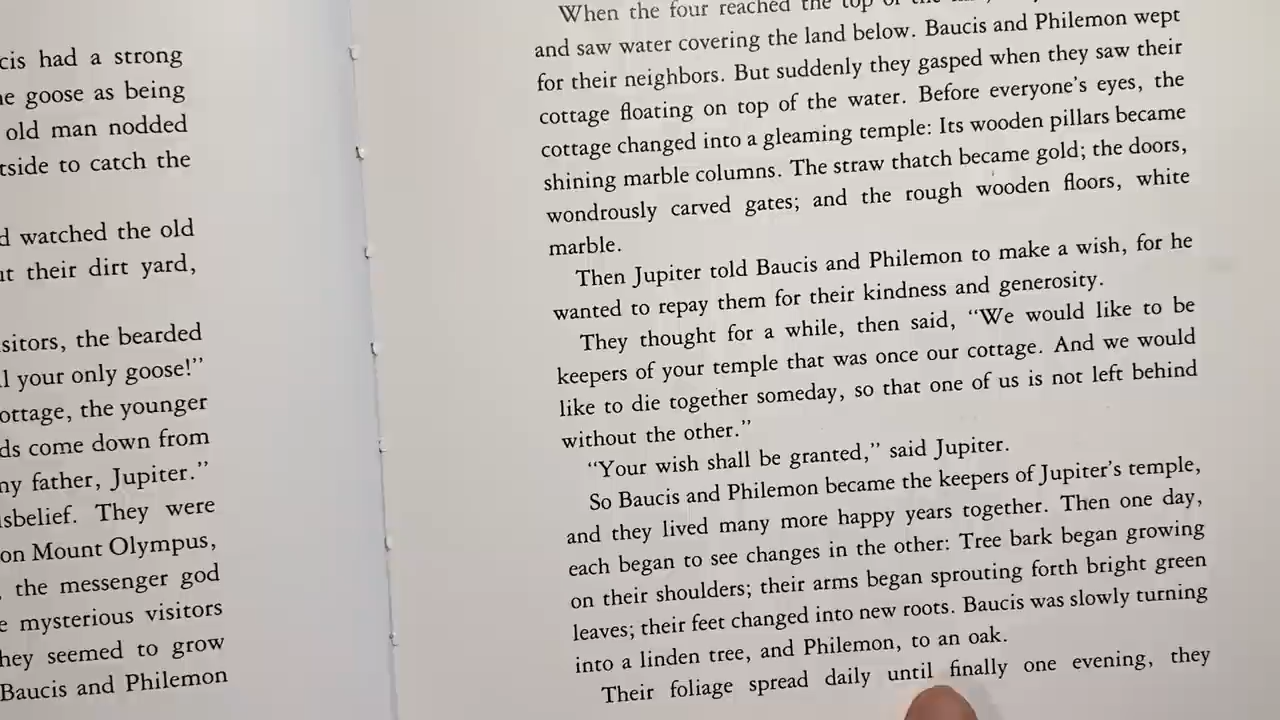 cis had a strong
e goose as being
old man nodded
tside to catch the
d watched the old
ut their dirt yard,
sitors, the bearded
l your only goose!”
ottage, the younger
ds come down from
ny father, Jupiter.”
sbelief. They were
on Mount Olympus,
, the messenger god
e mysterious visitors
hey seemed to grow
Baucis and Philemon
When the four reached the top of the
and saw water covering the land below. Baucis and Philemon wept
for their neighbors. But suddenly they gasped when they saw their
cottage floating on top of the water. Before everyone’s eyes, the
cottage changed into a gleaming temple: Its wooden pillars became
shining marble columns. The straw thatch became gold; the doors,
wondrously carved gates; and the rough wooden floors, white
marble.
Then Jupiter told Baucis and Philemon to make a wish, for he
wanted to repay them for their kindness and generosity.
They thought for a while, then said, “We would like to be
keepers of your temple that was once our cottage. And we would
like to die together someday, so that one of us is not left behind
without the other.”
“Your wish shall be granted,” said Jupiter.
So Baucis and Philemon became the keepers of Jupiter’s temple,
and they lived many more happy years together. Then one day,
each began to see changes in the other: Tree bark began growing
on their shoulders; their arms began sprouting forth bright green
leaves; their feet changed into new roots. Baucis was slowly turning
into a linden tree, and Philemon, to an oak.
Their foliage spread daily until finally one evening, they